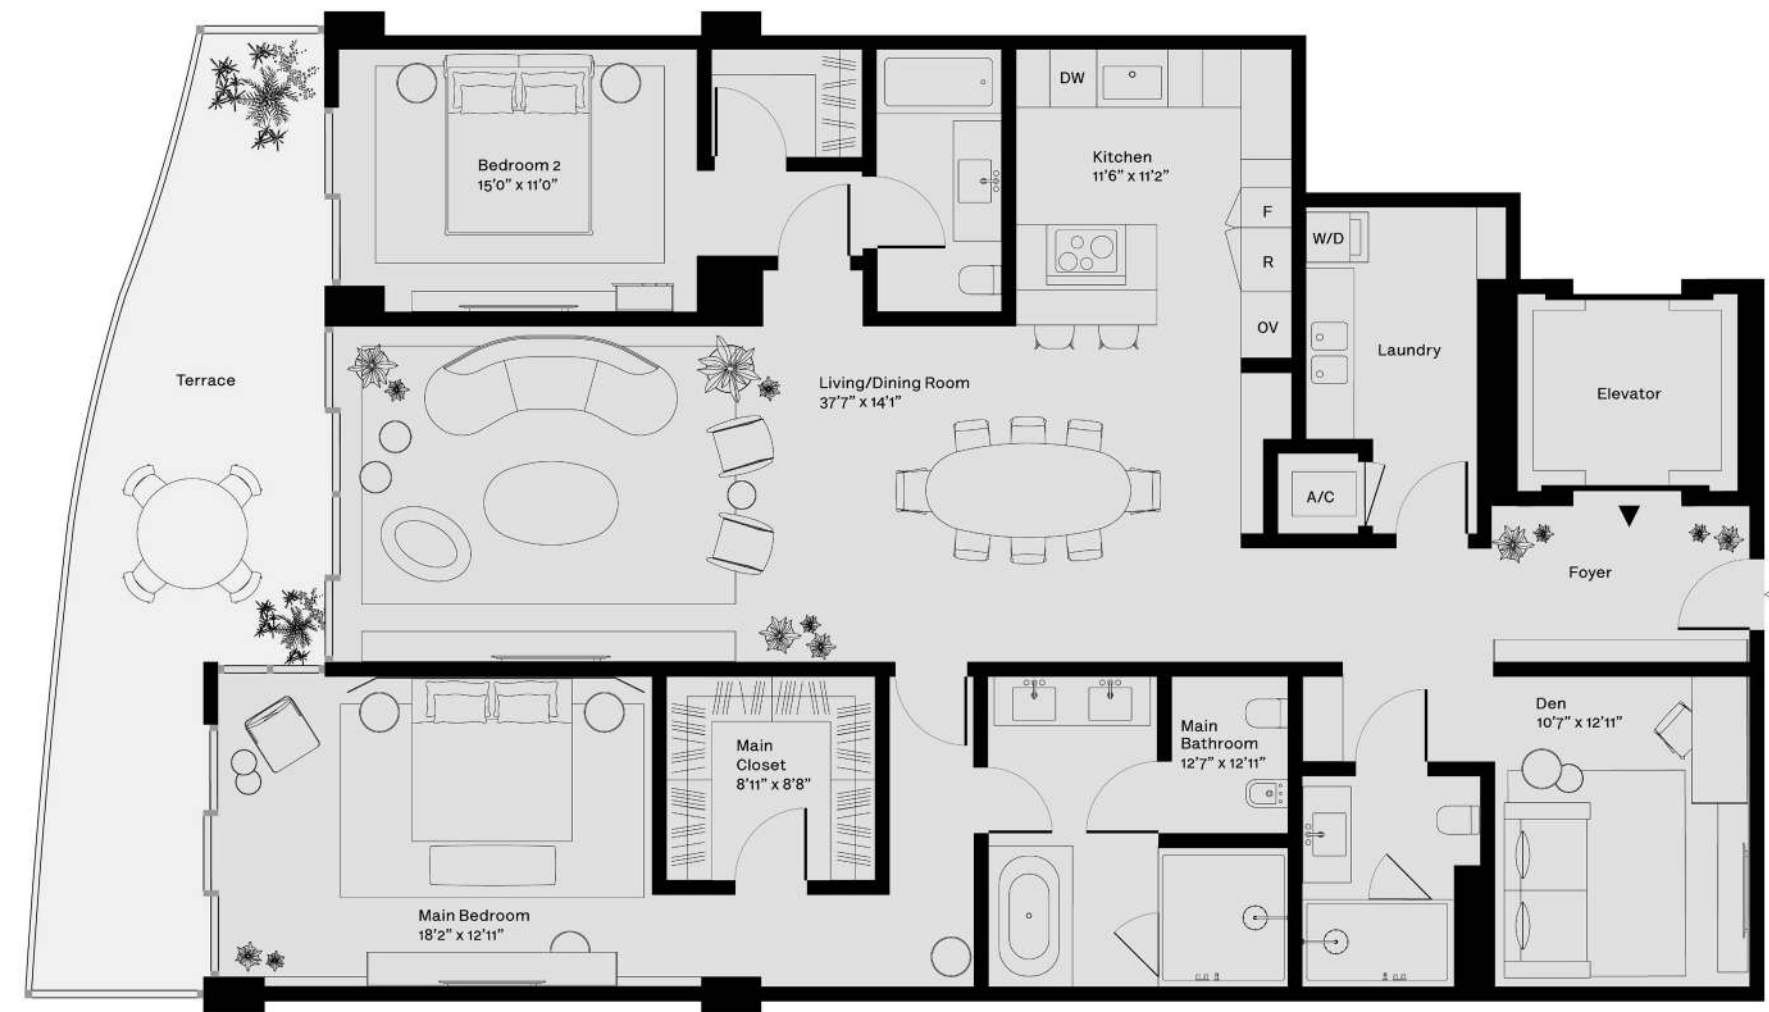 DW
Kitchen
11'6” x 11'2”
Bedroom 2
15'0” x 11'0”
F
W/D
R
OV
Laundry
Terrace
Living/Dining Room
37'7” x 14'1”
Elevator
A/C
Foyer
Den
10'7” x 12'11”
Main
Bathroom
12'7” x 12'11”
Main
Closet
8'11” x 8'8”
Main Bedroom
18'2” x 12'11”